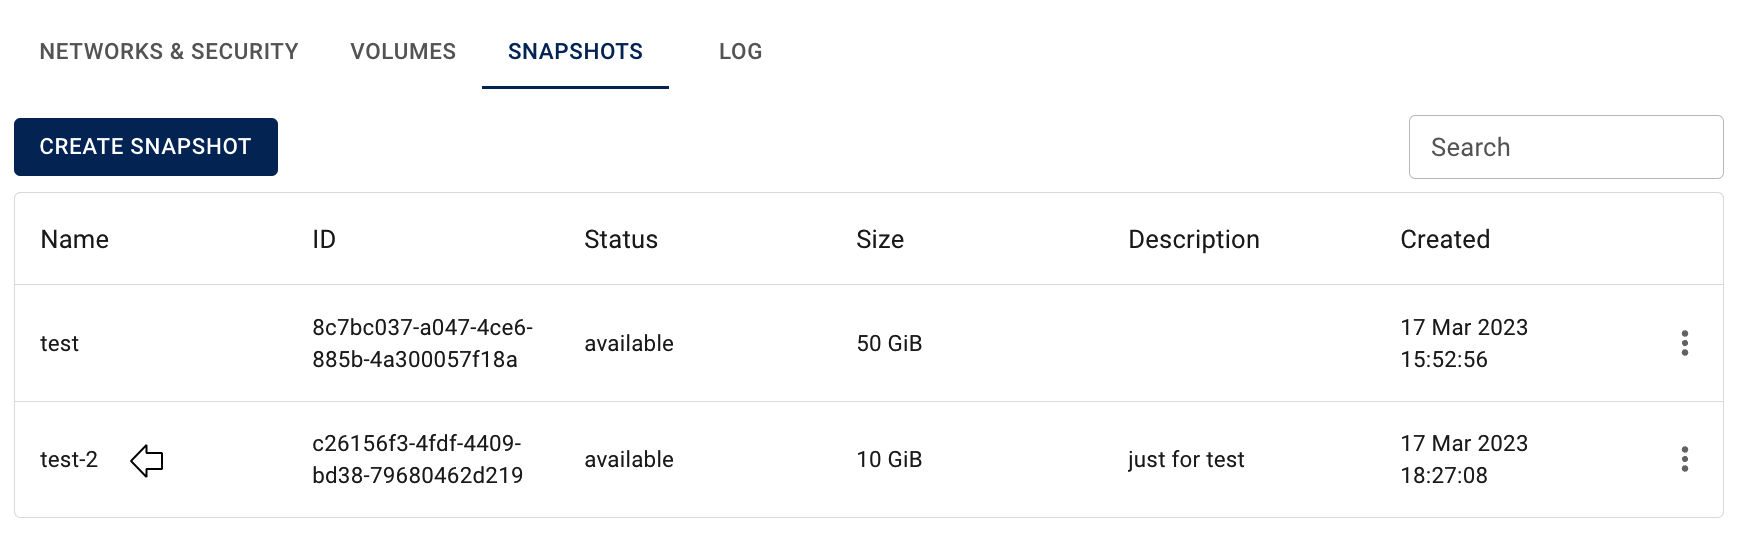 NETWORKS & SECURITY VOLUMES SNAPSHOTS LOG
CREATE SNAPSHOT Search
Name ID Status Size Description Created
test 8c7bc037-a047-4ce6- available 50 GiB 17 Mar 2023
885b-4a300057f18a 15:52:56
test-2 c26156f3-4fdf-4409- available 10 GiB just for test 17 Mar 2023
bd38-79680462d219 18:27:08